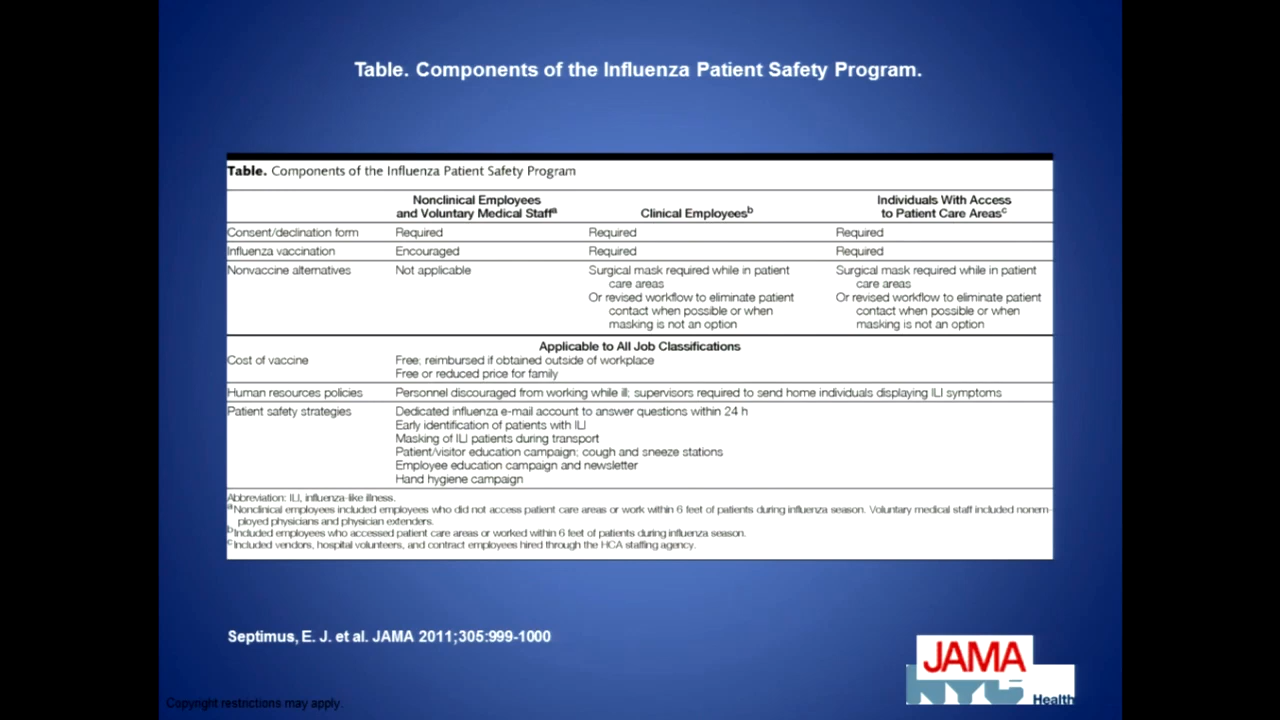 Table. Components of the Influenza Patient Safety Program.
Table. Components of the Influenza Patient Safety Program
Nonclinical Employees and Voluntary Medical Staffa
Clinical Employeesb
Individuals With Access to Patient Care Areasc
Consent/declination form Required Required Required
Influenza vaccination Encouraged Required Required
Nonvaccine alternatives Not applicable Surgical mask required while in patient Surgical mask required while in patient
care areas care areas
Or revised workflow to eliminate patient Or revised workflow to eliminate patient
contact when possible or when contact when possible or when
masking is not an option masking is not an option
Applicable to All Job Classifications
Cost of vaccine Free; reimbursed if obtained outside of workplace
Free or reduced price for family
Human resources policies Personnel discouraged from working while ill; supervisors required to send home individuals displaying ILI symptoms
Patient safety strategies Dedicated influenza e-mail account to answer questions within 24 h
Early identification of patients with ILI
Masking of ILI patients during transport
Patient/visitor education campaign; cough and sneeze stations
Employee education campaign and newsletter
Hand hygiene campaign
Abbreviation: ILI, influenza-like illness.
aNonclinical employees included employees who did not access patient care areas or work within 6 feet of patients during influenza season. Voluntary medical staff included nonem-
ployed physicians and physician extenders.
bIncluded employees who accessed patient care areas or worked within 6 feet of patients during influenza season.
cIncluded vendors, hospital volunteers, and contract employees hired through the HCA staffing agency.
Septimus, E. J. et al. JAMA 2011;305:999-1000
JAMA
NYC Health
Copyright restrictions may apply.